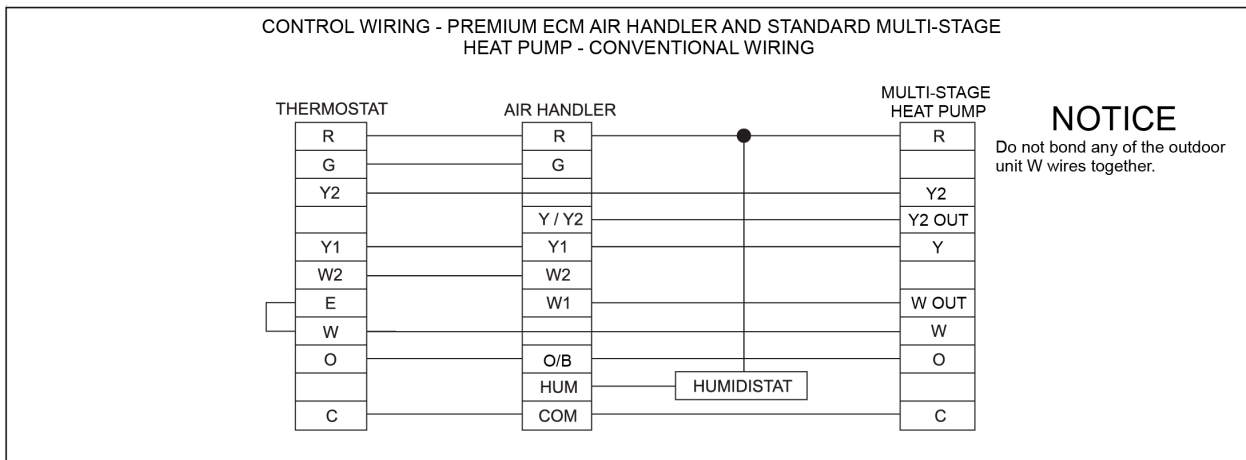 CONTROL WIRING - PREMIUM ECM AIR HANDLER AND STANDARD MULTI-STAGE
HEAT PUMP - CONVENTIONAL WIRING
THERMOSTAT
R
G
Y2
Y1
W2
E
W
O
C
AIR HANDLER
R
G
Y / Y2
Y1
W2
W1
O/B
HUM
COM
HUMIDISTAT
MULTI-STAGE
HEAT PUMP
R
Y2
Y2 OUT
Y
W OUT
W
O
C
NOTICE
Do not bond any of the outdoor
unit W wires together.